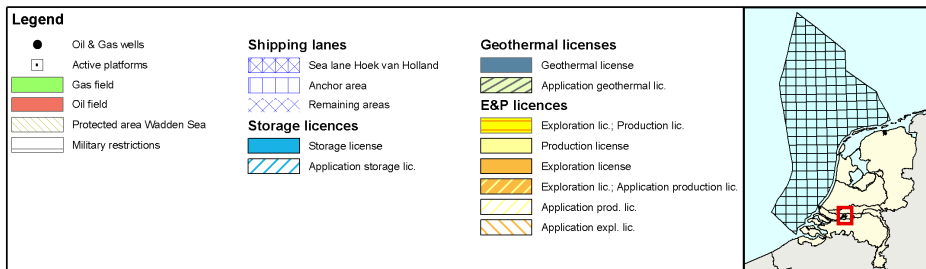 Legend
Oil & Gas wells
Active platforms
Gas field
Oil field
Protected area Wadden Sea
Military restrictions
Shipping lanes
Sea lane Hoek van Holland
Anchor area
Remaining areas
Storage licences
Storage license
Application storage lic.
Geothermal licenses
Geothermal license
Application geothermal lic.
E&P licences
Exploration lic.; Production lic.
Production license
Exploration license
Exploration lic.; Application production lic.
Application prod. lic.
Application expl. lic.